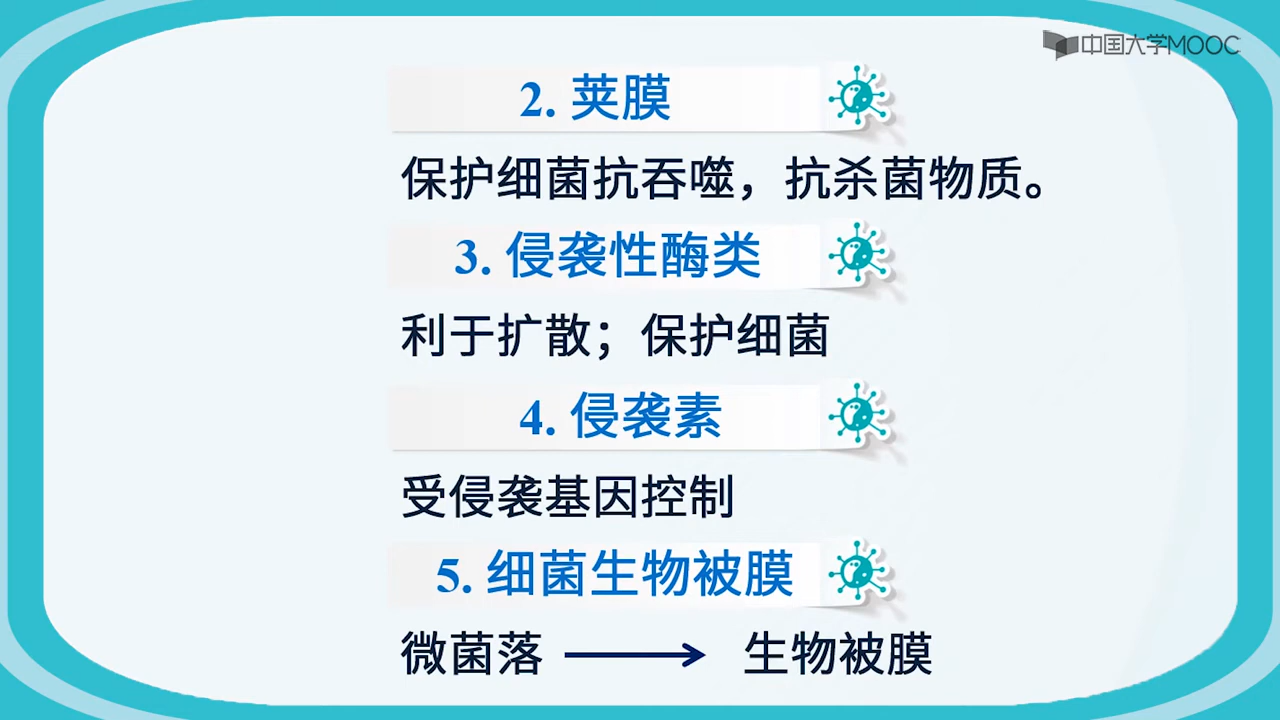 中国大学MOOC
2. 荚膜
保护细菌抗吞噬，抗杀菌物质。
3. 侵袭性酶类
利于扩散；保护细菌
4. 侵袭素
受侵袭基因控制
5. 细菌生物被膜
微菌落 → 生物被膜